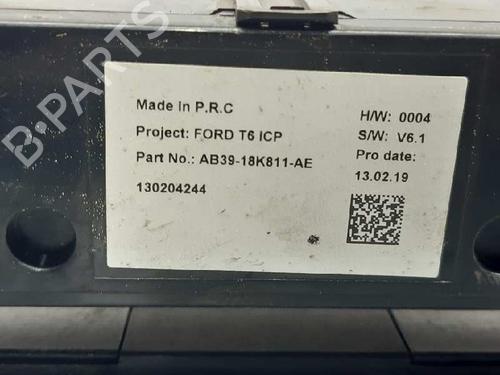 B-PARTS
Made In P.R.C
Project: FORD T6 ICP
Part No.: AB39-18K811-AE
130204244
H/W: 0004
S/W: V6.1
Pro date:
13.02.19